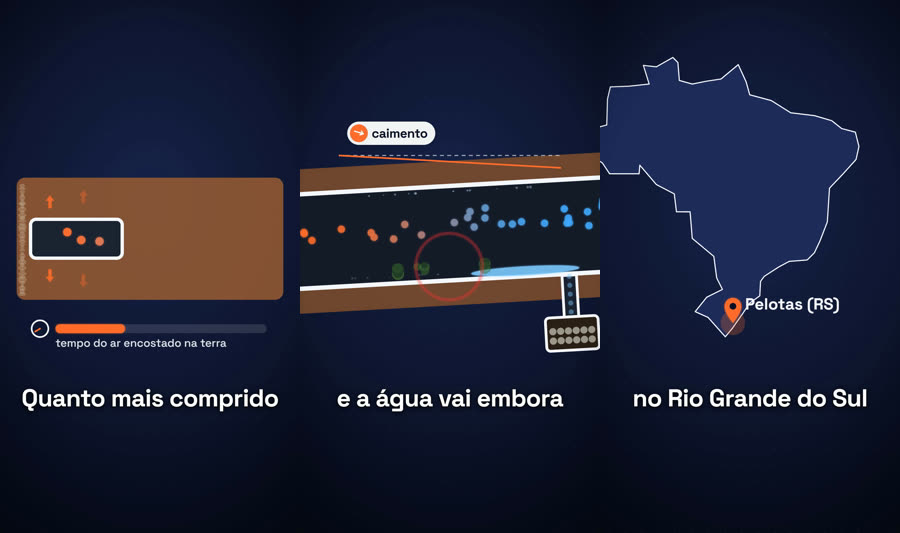 caimento
tempo do ar encostado na terra
Pelotas (RS)
Quanto mais comprido
e a água vai embora
no Rio Grande do Sul